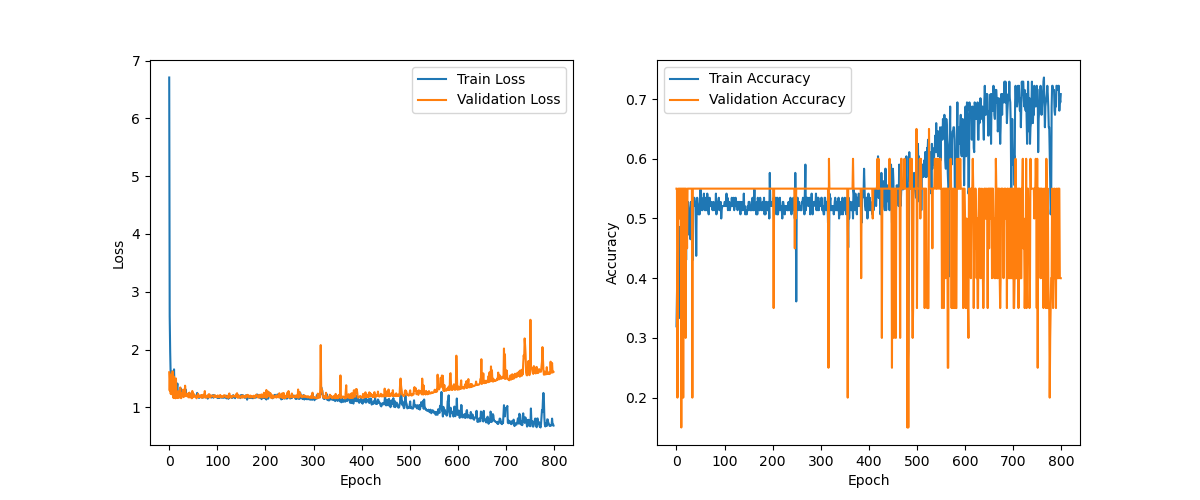 7
6
5
4
3
2
1
0 100 200 300 400 500 600 700 800
Epoch
Loss
Train Loss
Validation Loss
0.7
0.6
0.5
0.4
0.3
0.2
0 100 200 300 400 500 600 700 800
Epoch
Accuracy
Train Accuracy
Validation Accuracy